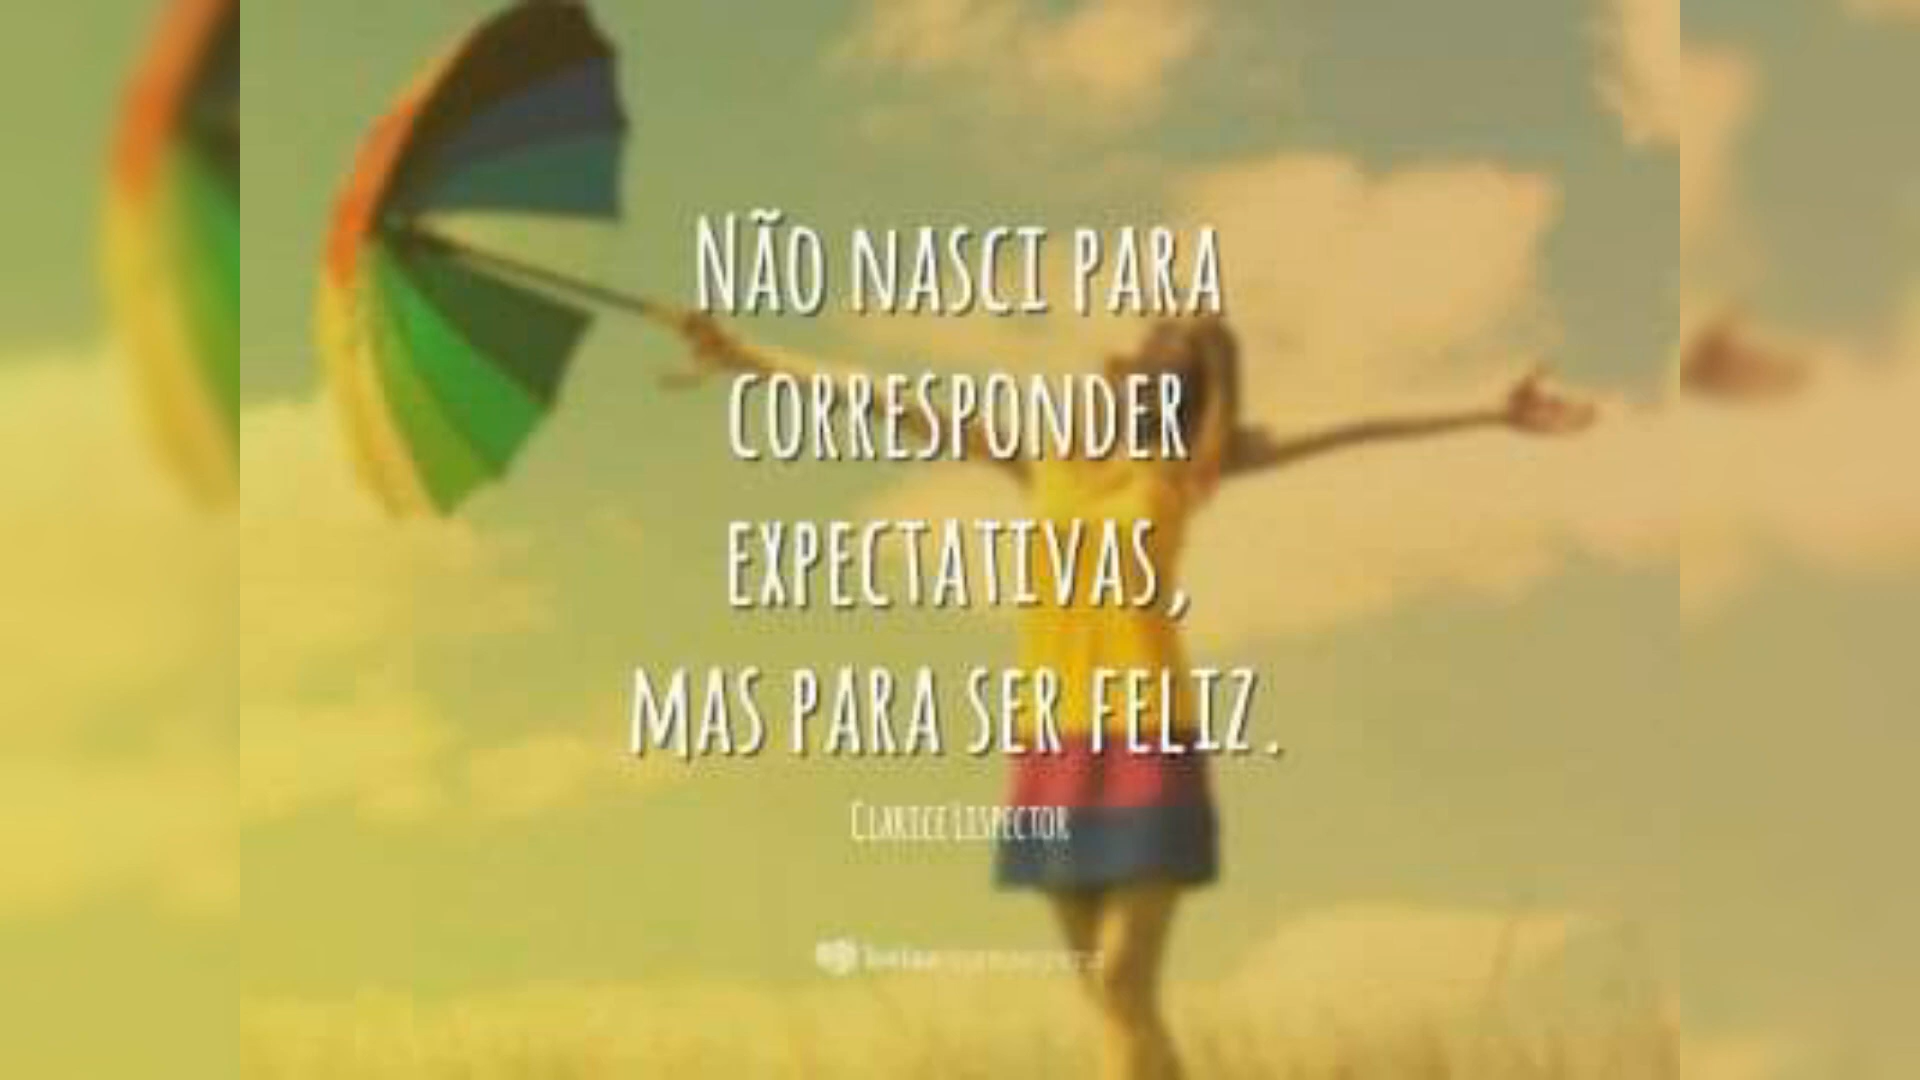 Não nasci para
corresponder
expectativas,
mas para ser feliz.
Clarice Lispector